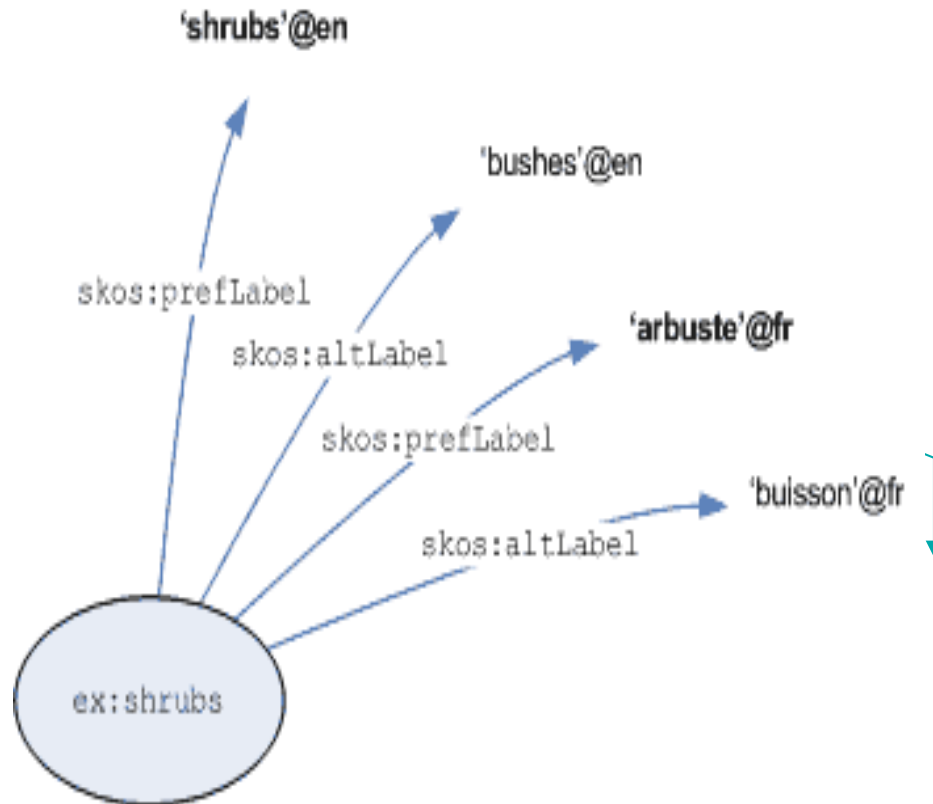 ‘shrubs’@en
‘bushes’@en
skos:prefLabel
‘arbuste’@fr
skos:altLabel
skos:prefLabel
‘buisson’@fr
skos:altLabel
ex:shrubs